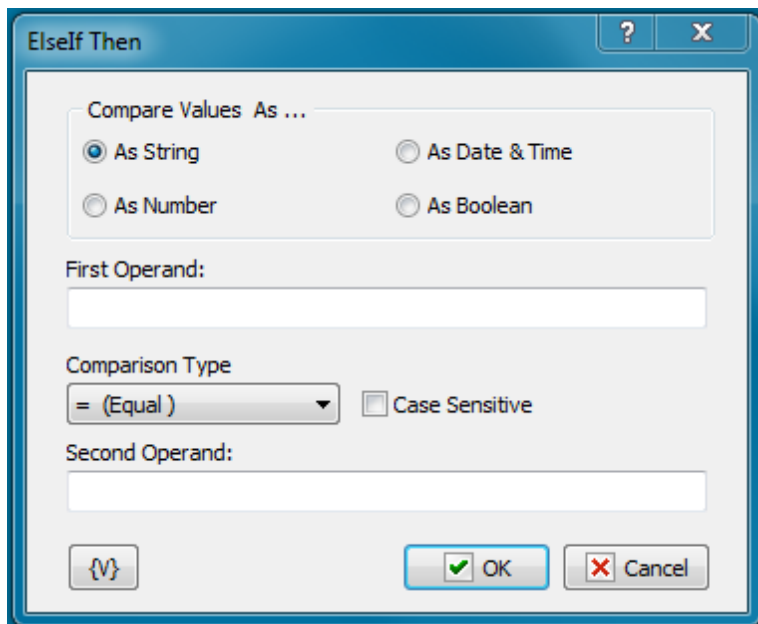 ElseIf Then
?
Compare Values As ...
As String
As Date & Time
As Number
As Boolean
First Operand:
Comparison Type
= (Equal )
Case Sensitive
Second Operand:
{V}
OK
Cancel